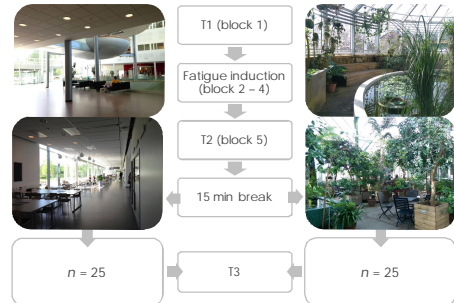 T1 (block 1)
Fatigue induction
(block 2 – 4)
T2 (block 5)
15 min break
n = 25
T3
n = 25